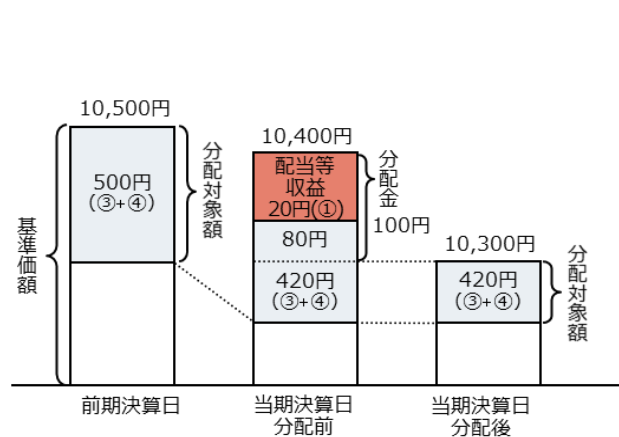 10,500円
500円
(③+④)
分配対象額
基準価額
10,400円
配当等
収益
20円(①)
80円
420円
(③+④)
分配金
100円
10,300円
420円
(③+④)
分配対象額
前期決算日
当期決算日
分配前
当期決算日
分配後